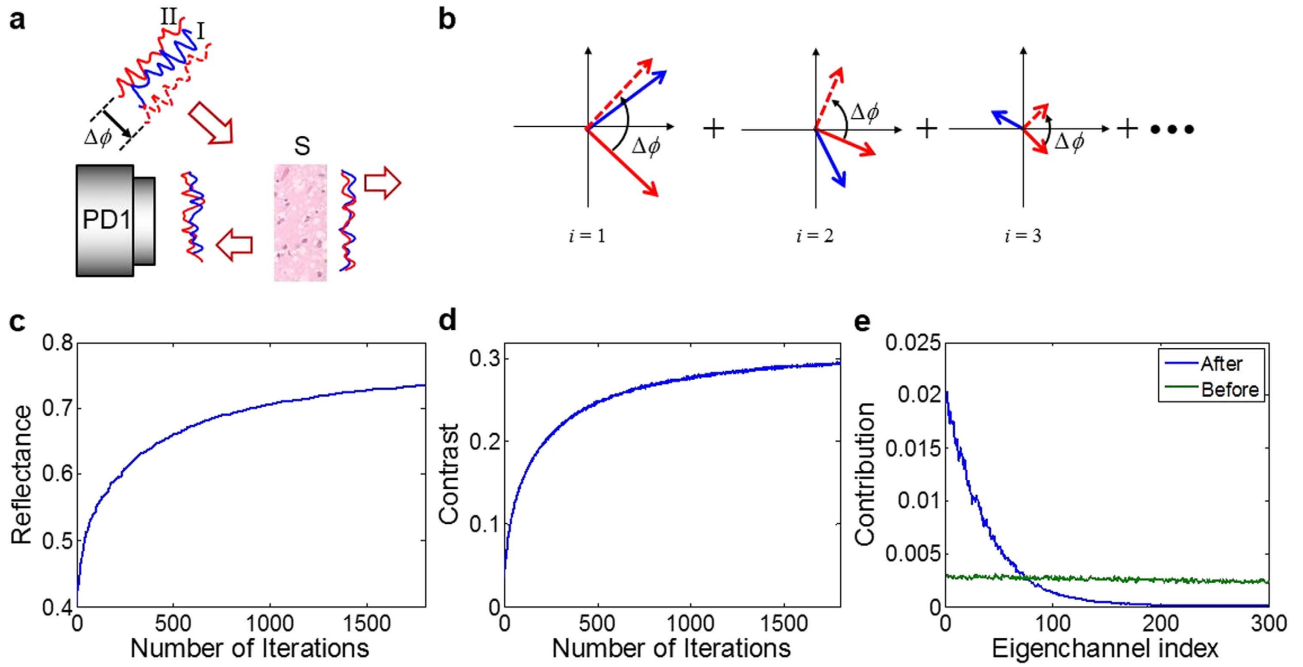 a
II
I
Δϕ
S
PD1
b
Δϕ
+
Δϕ
+
Δϕ
+ •••
i = 1
i = 2
i = 3
c
0.8
0.7
0.6
0.5
0.4
Reflectance
0
500
1000
1500
Number of Iterations
d
0.3
0.2
0.1
0
Contrast
0
500
1000
1500
Number of Iterations
e
0.025
0.02
0.015
0.01
0.005
0
Contribution
After
Before
0
100
200
300
Eigenchannel index